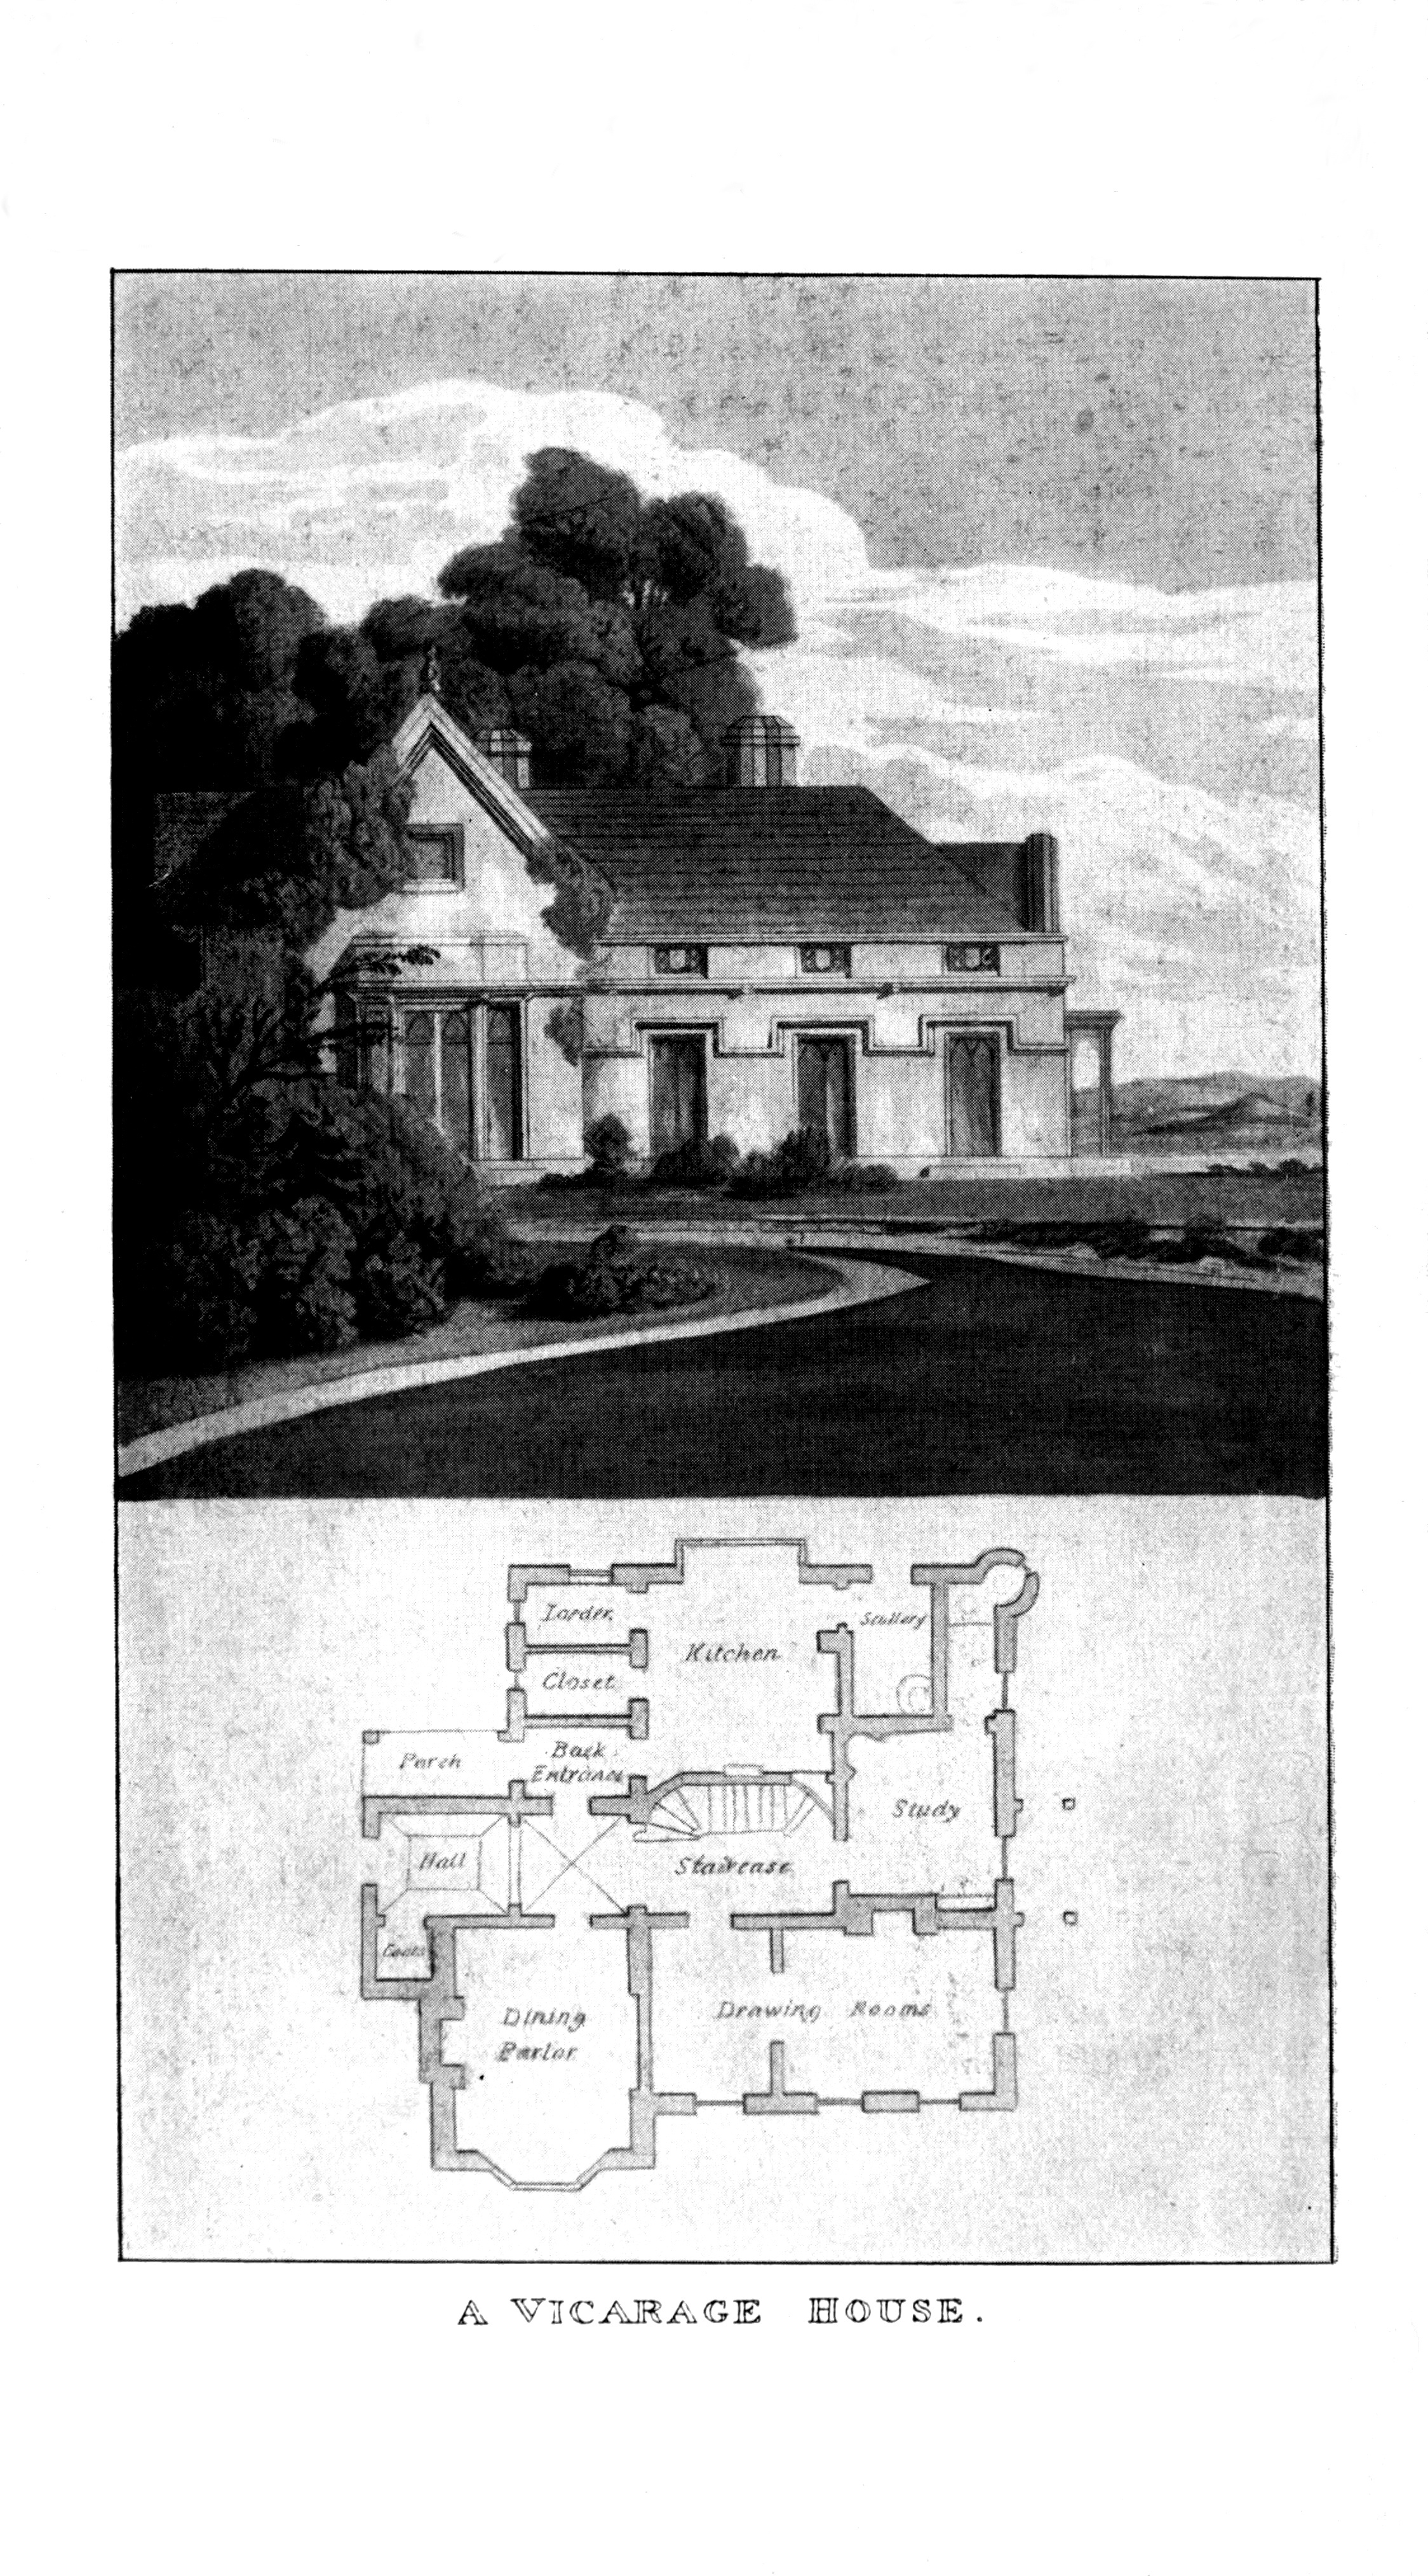 Larder.
Scullery
Kitchen
Closet
Porch
Back
Entrance
Study
Hall
Staircase
Coats
Dining
Parlor
Drawing Rooms
A VICARAGE HOUSE.